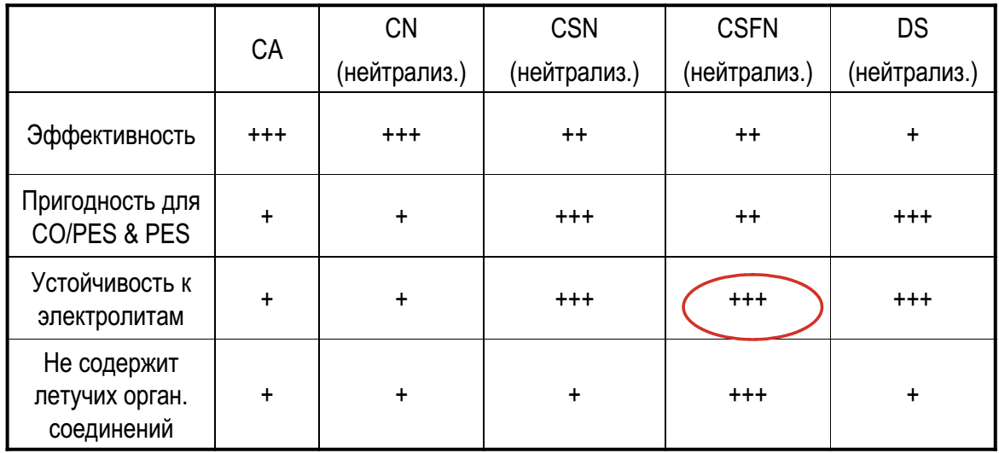 CA
CN
(нейтрализ.)
CSN
(нейтрализ.)
CSFN
(нейтрализ.)
DS
(нейтрализ.)
Эффективность +++ +++ ++ ++ +
Пригодность для
CO/PES & PES
+ + +++ ++ +++
Устойчивость к
электролитам
+ + +++ +++ +++
Не содержит
летучих орган.
соединений
+ + + +++ +